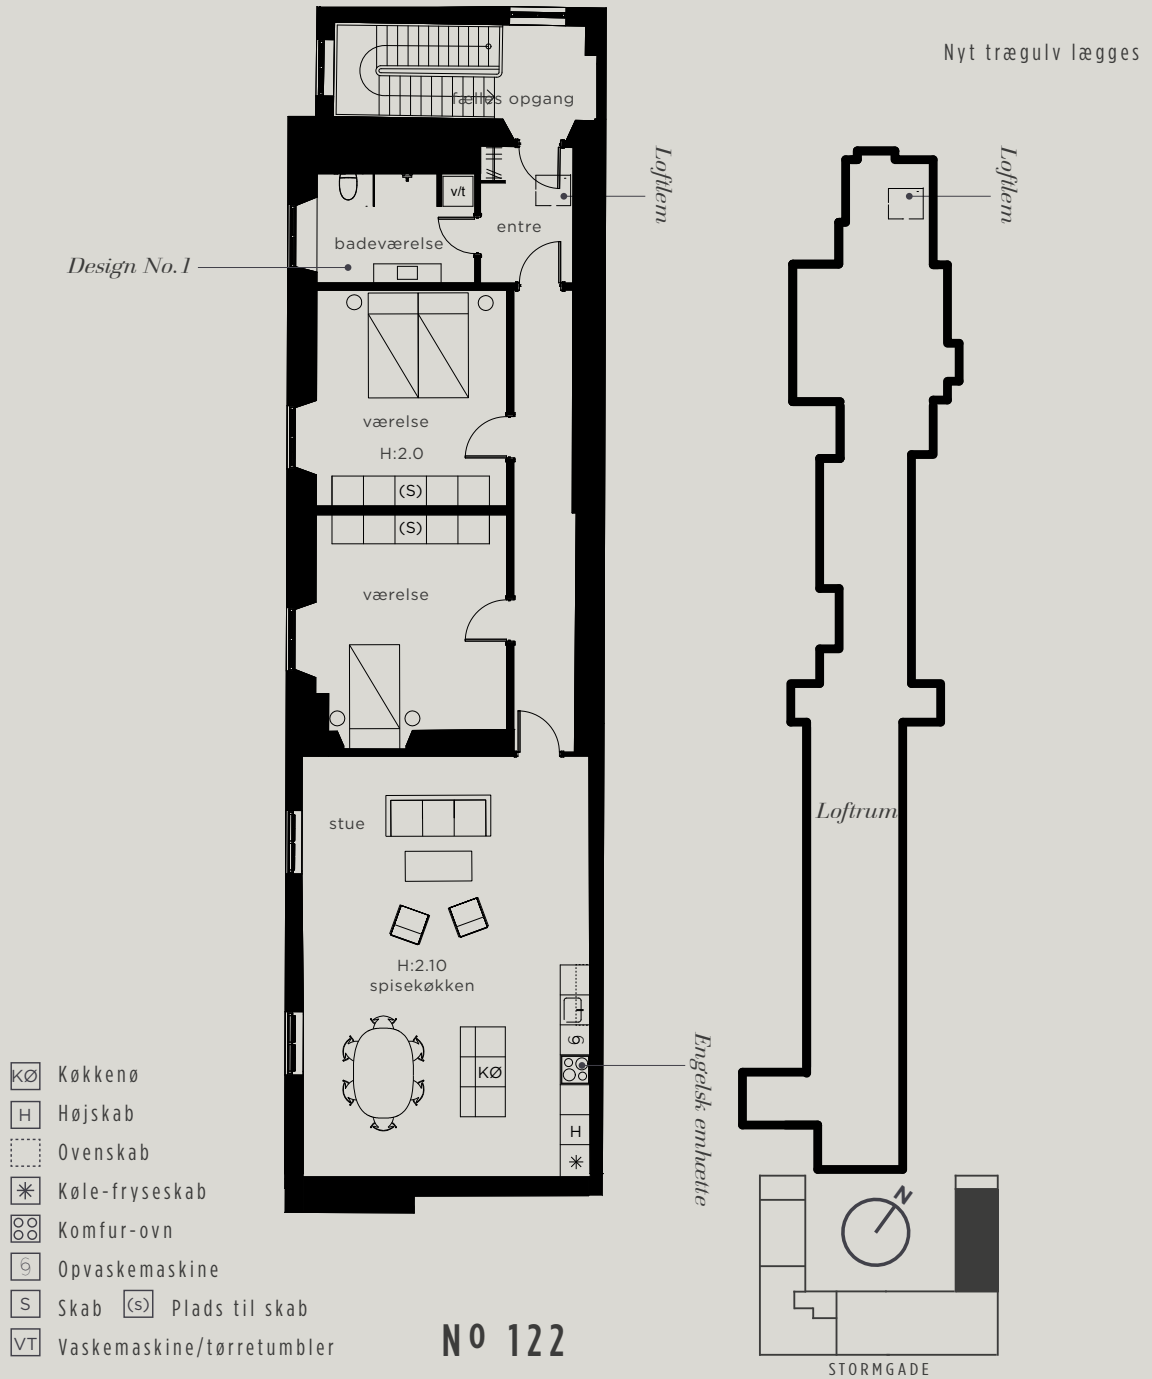 Nyt trægulv lægges
fælles opgang
Loftlem
Loftlem
v/t
entre
badeværelse
Design No.1
værelse
H:2.0
(S)
(S)
værelse
Loftrum
stue
H:2.10
spisekøkken
KØ
H
Engelsk emhætte
KØ Køkkenø
H Højskab
Ovenskab
Køle-fryseskab
Komfur-ovn
Opvaskemaskine
S Skab (s) Plads til skab
VT Vaskemaskine/tørretumbler
Nº 122
N
STORMGADE